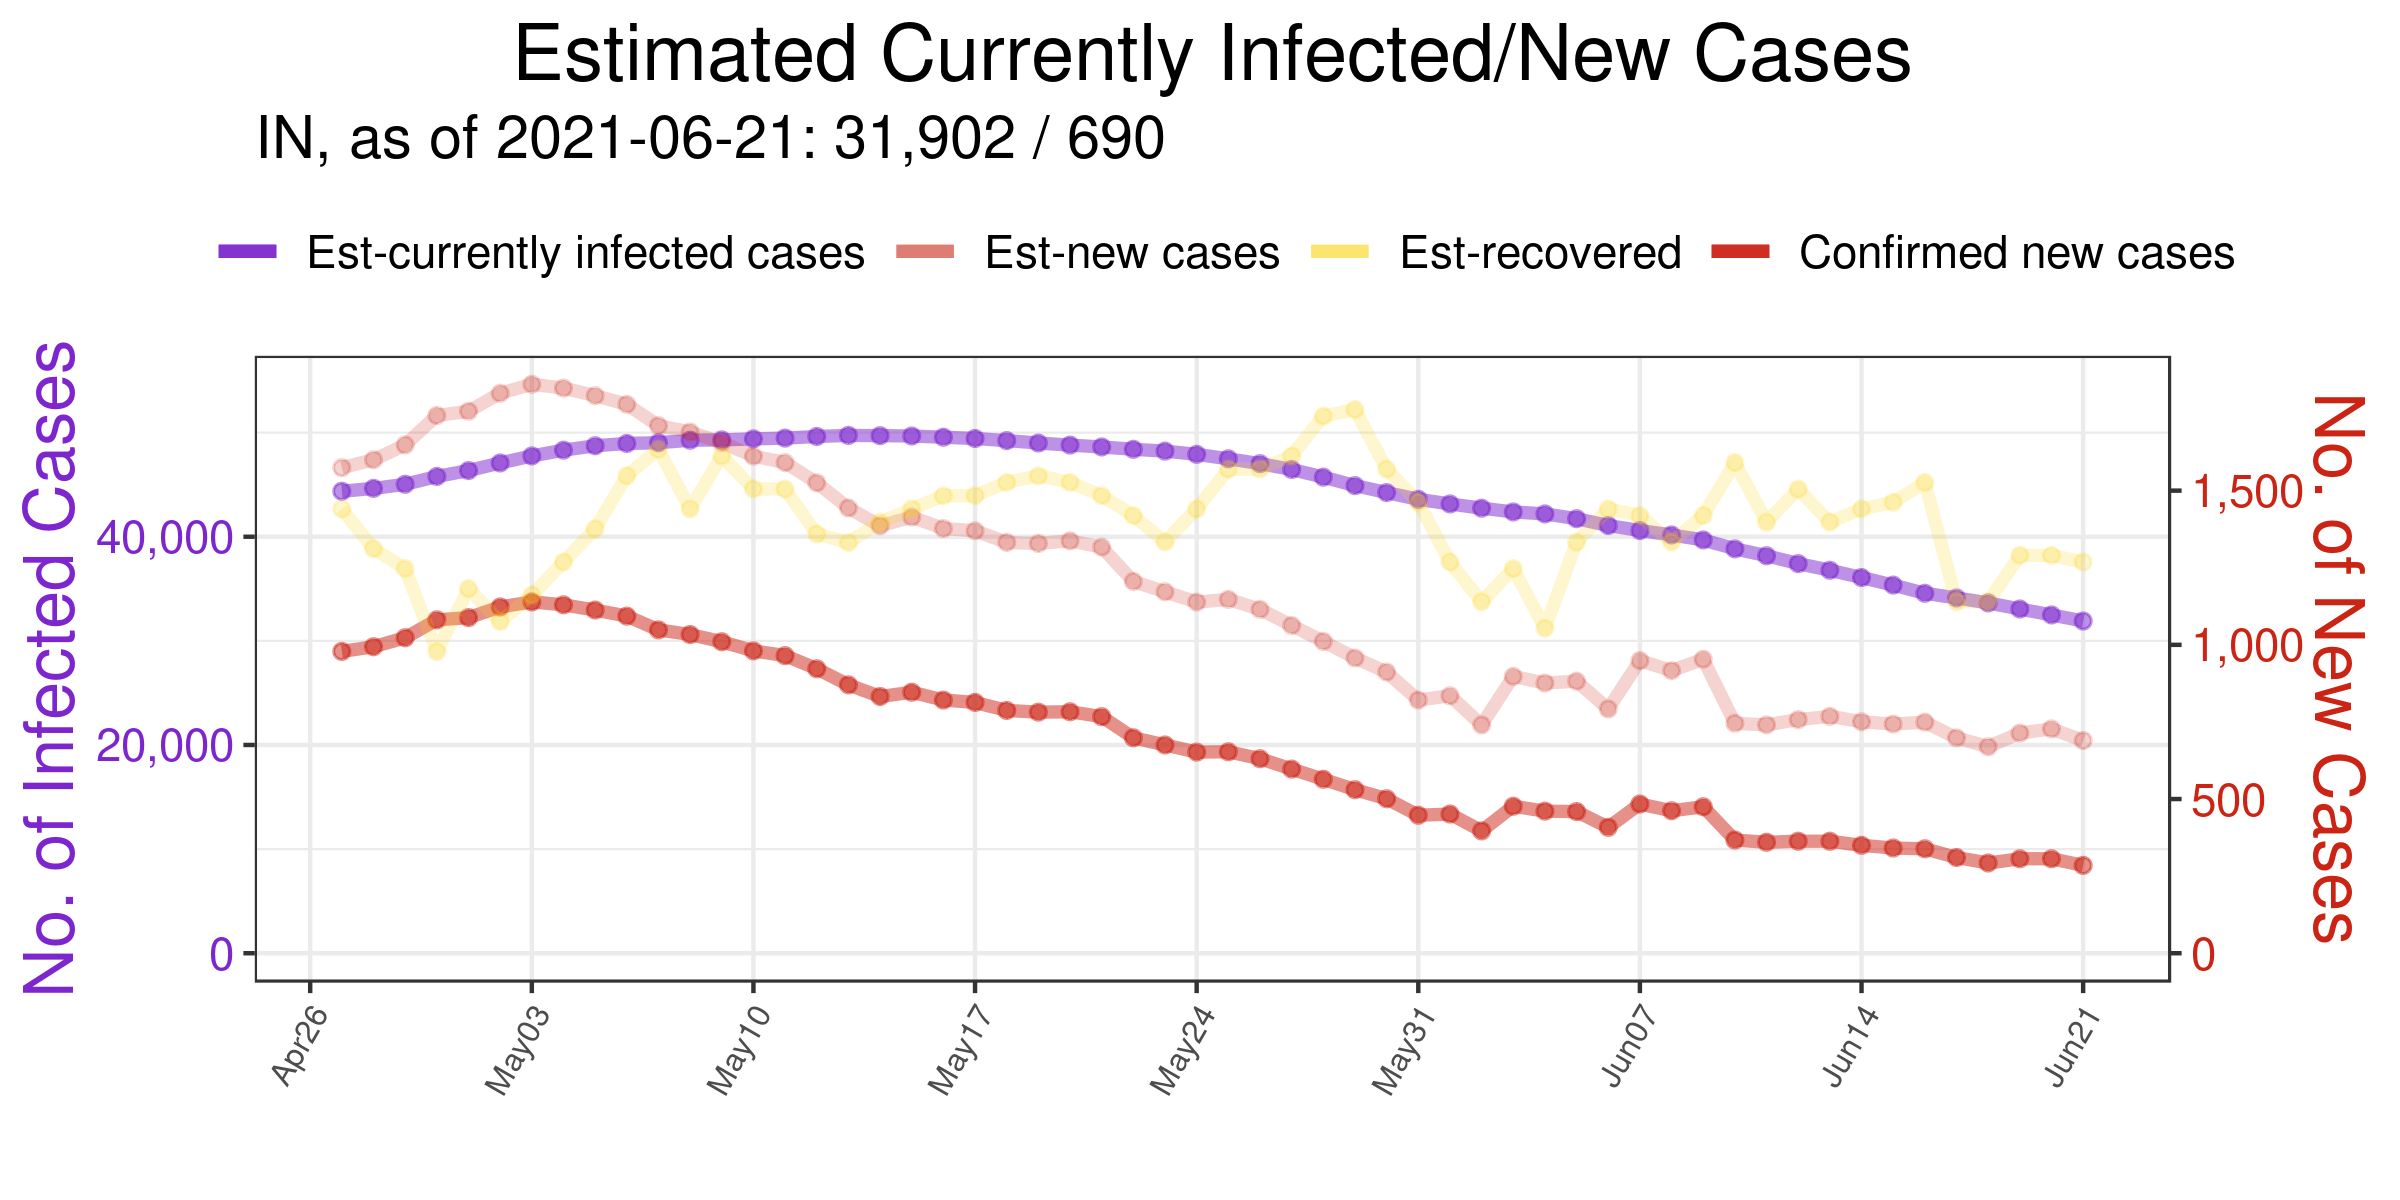 Estimated Currently Infected/New Cases
IN, as of 2021-06-21: 31,902 / 690
Est-currently infected cases Est-new cases Est-recovered Confirmed new cases
No. of Infected Cases
40,000
20,000
0
No. of New Cases
1,500
1,000
500
0
Apr26 May03 May10 May17 May24 May31 Jun07 Jun14 Jun21